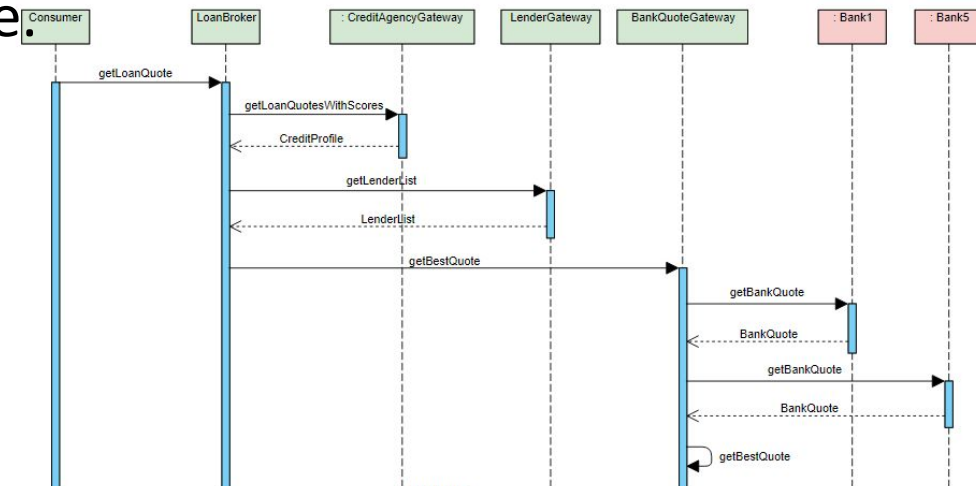 e.
Consumer
LoanBroker
: CreditAgencyGateway
LenderGateway
BankQuoteGateway
: Bank1
: Bank5
getLoanQuote
getLoanQuotesWithScores
CreditProfile
getLenderList
LenderList
getBestQuote
getBankQuote
BankQuote
getBankQuote
BankQuote
getBestQuote